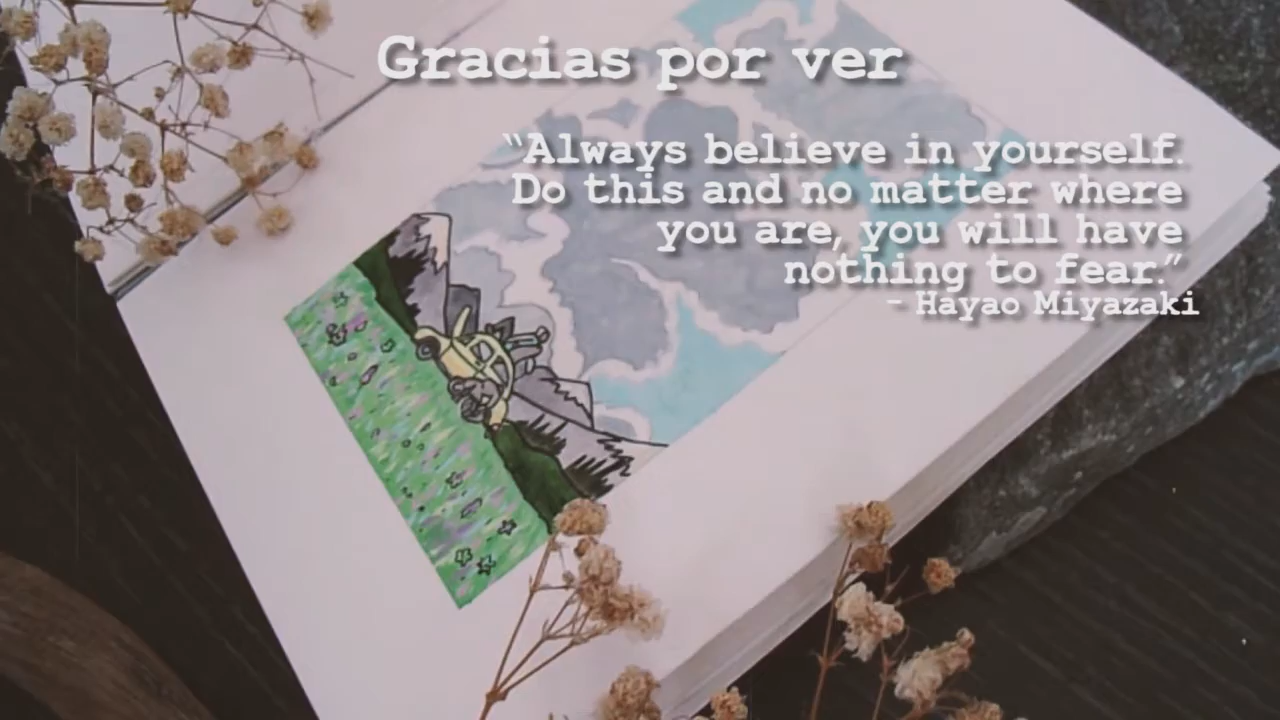 Gracias por ver
“Always believe in yourself.
Do this and no matter where
you are, you will have
nothing to fear.”
- Hayao Miyazaki